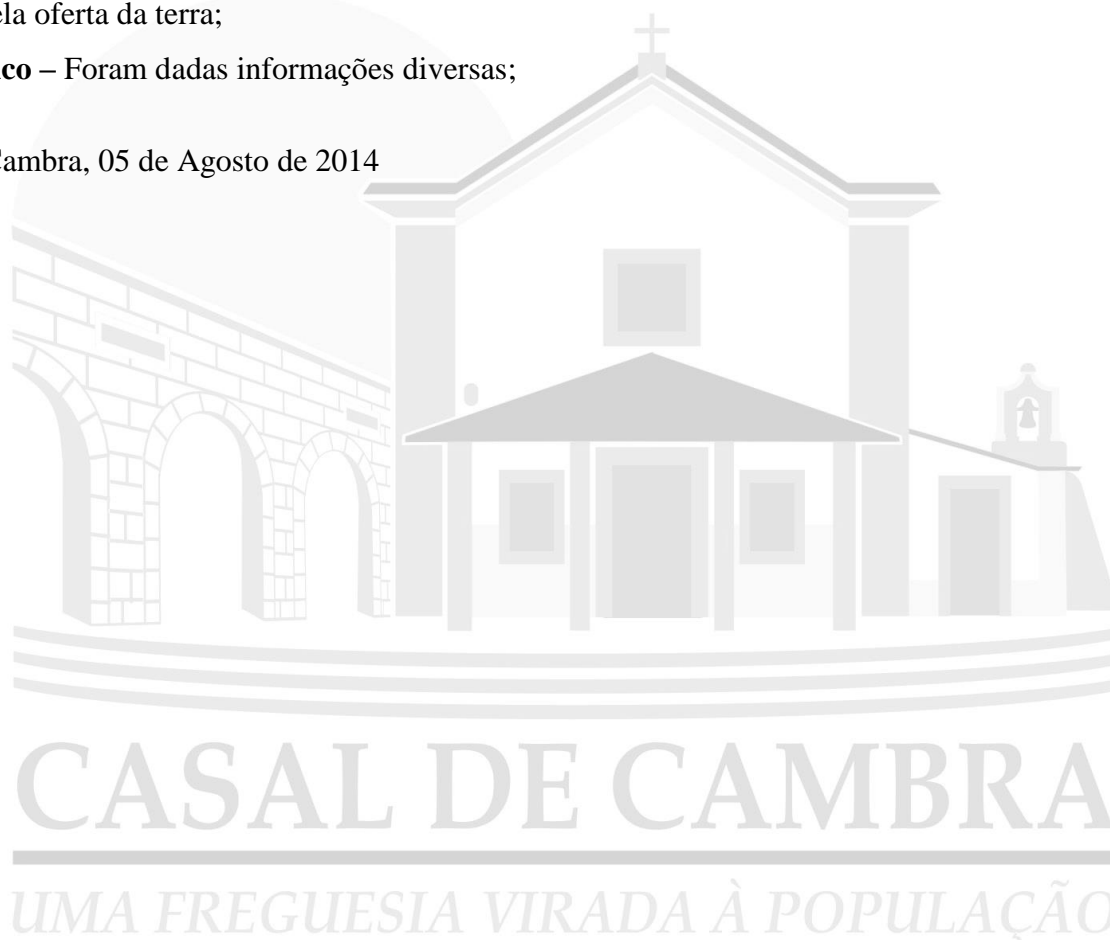 ela oferta da terra;
co – Foram dadas informações diversas;
Cambra, 05 de Agosto de 2014
CASAL DE CAMBRA
UMA FREGUESIA VIRADA À POPULAÇÃO